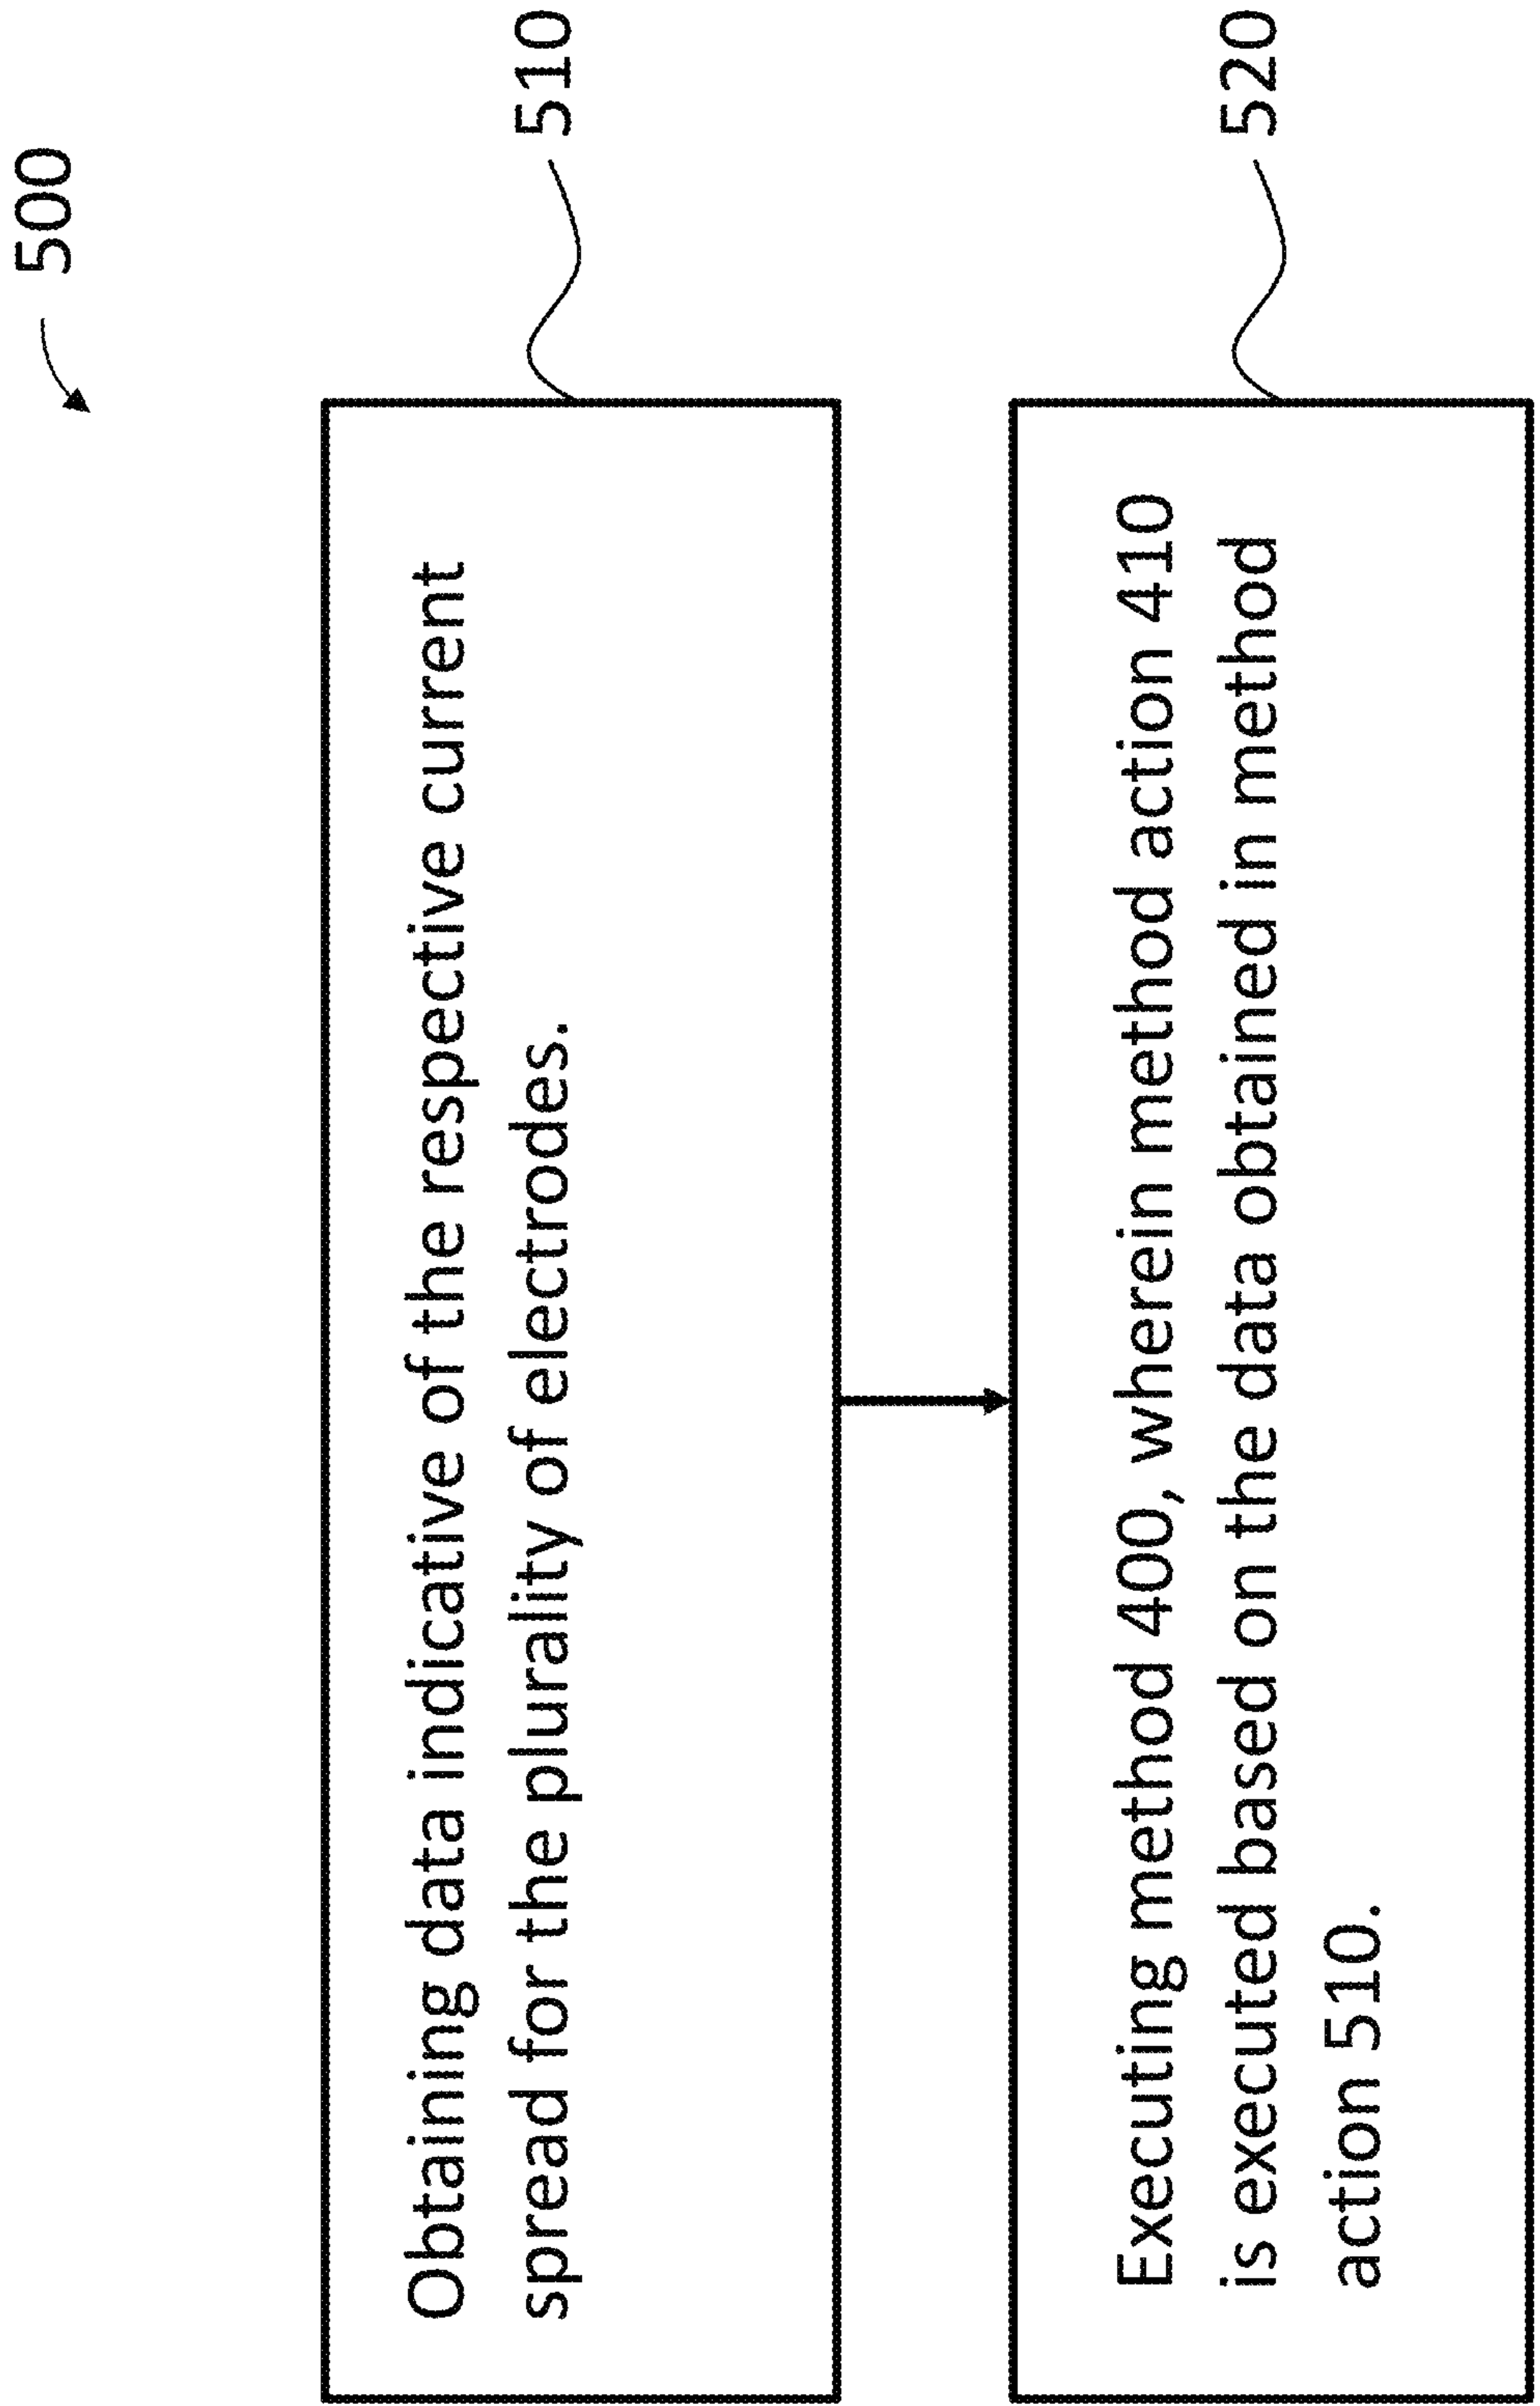 500
Obtaining data indicative of the respective current
spread for the plurality of electrodes.
510
Executing method 400, wherein method action 410
is executed based on the data obtained in method
action 510.
520